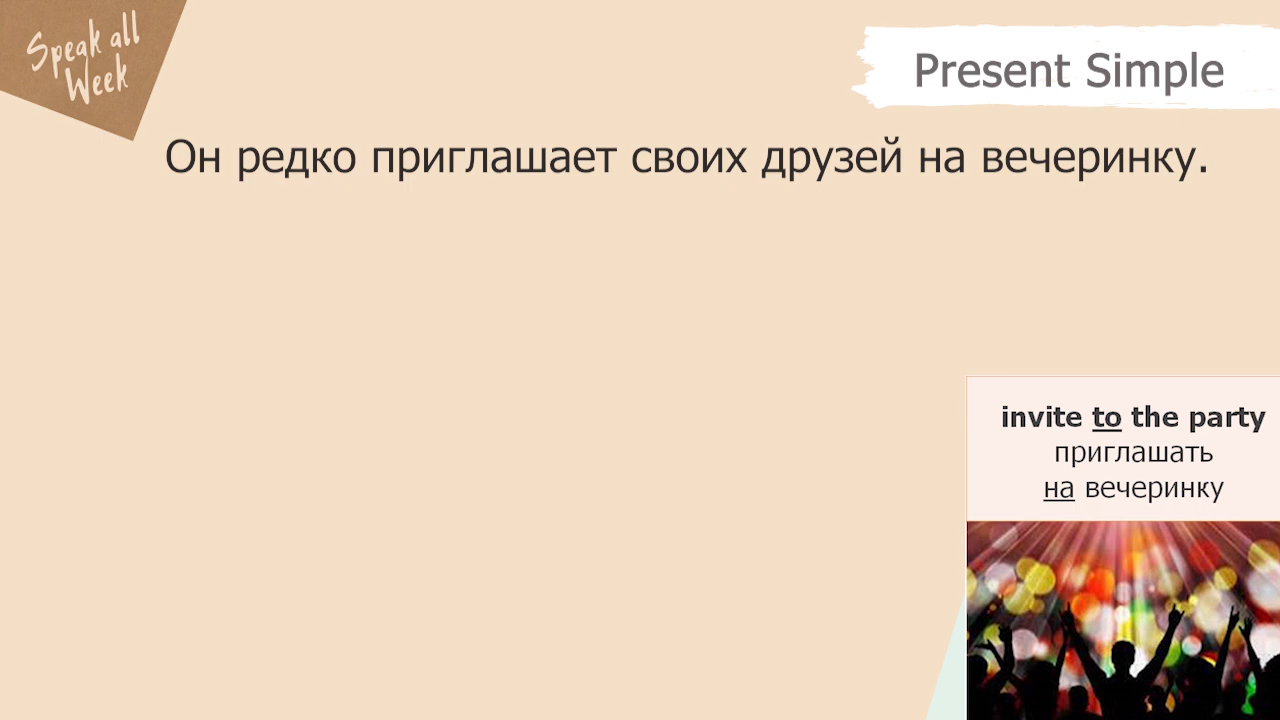 Speak all
Week
Present Simple
Он редко приглашает своих друзей на вечеринку.
invite to the party
приглашать
на вечеринку